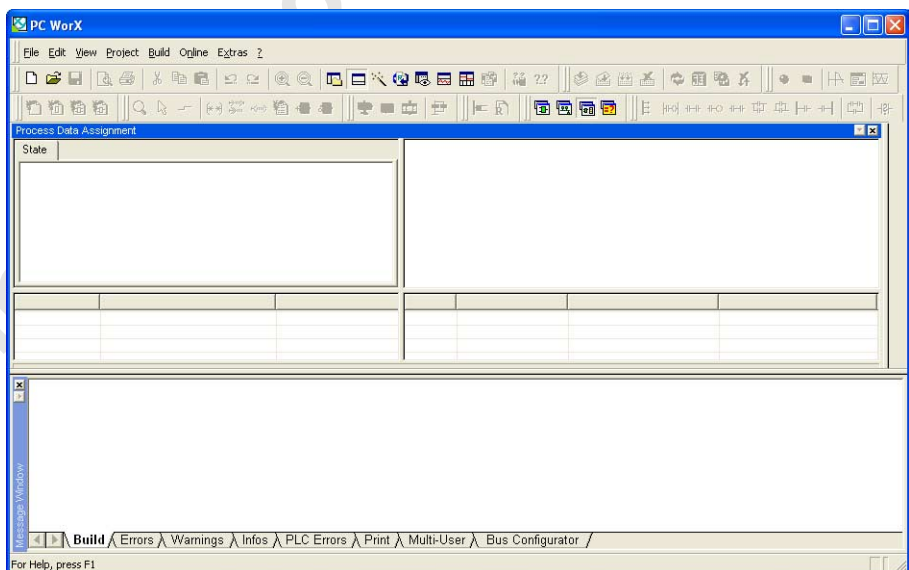 PC WorX
File Edit View Project Build Online Extras ?
Process Data Assignment
State
Message Window
Build Errors Warnings Infos PLC Errors Print Multi-User Bus Configurator
For Help, press F1